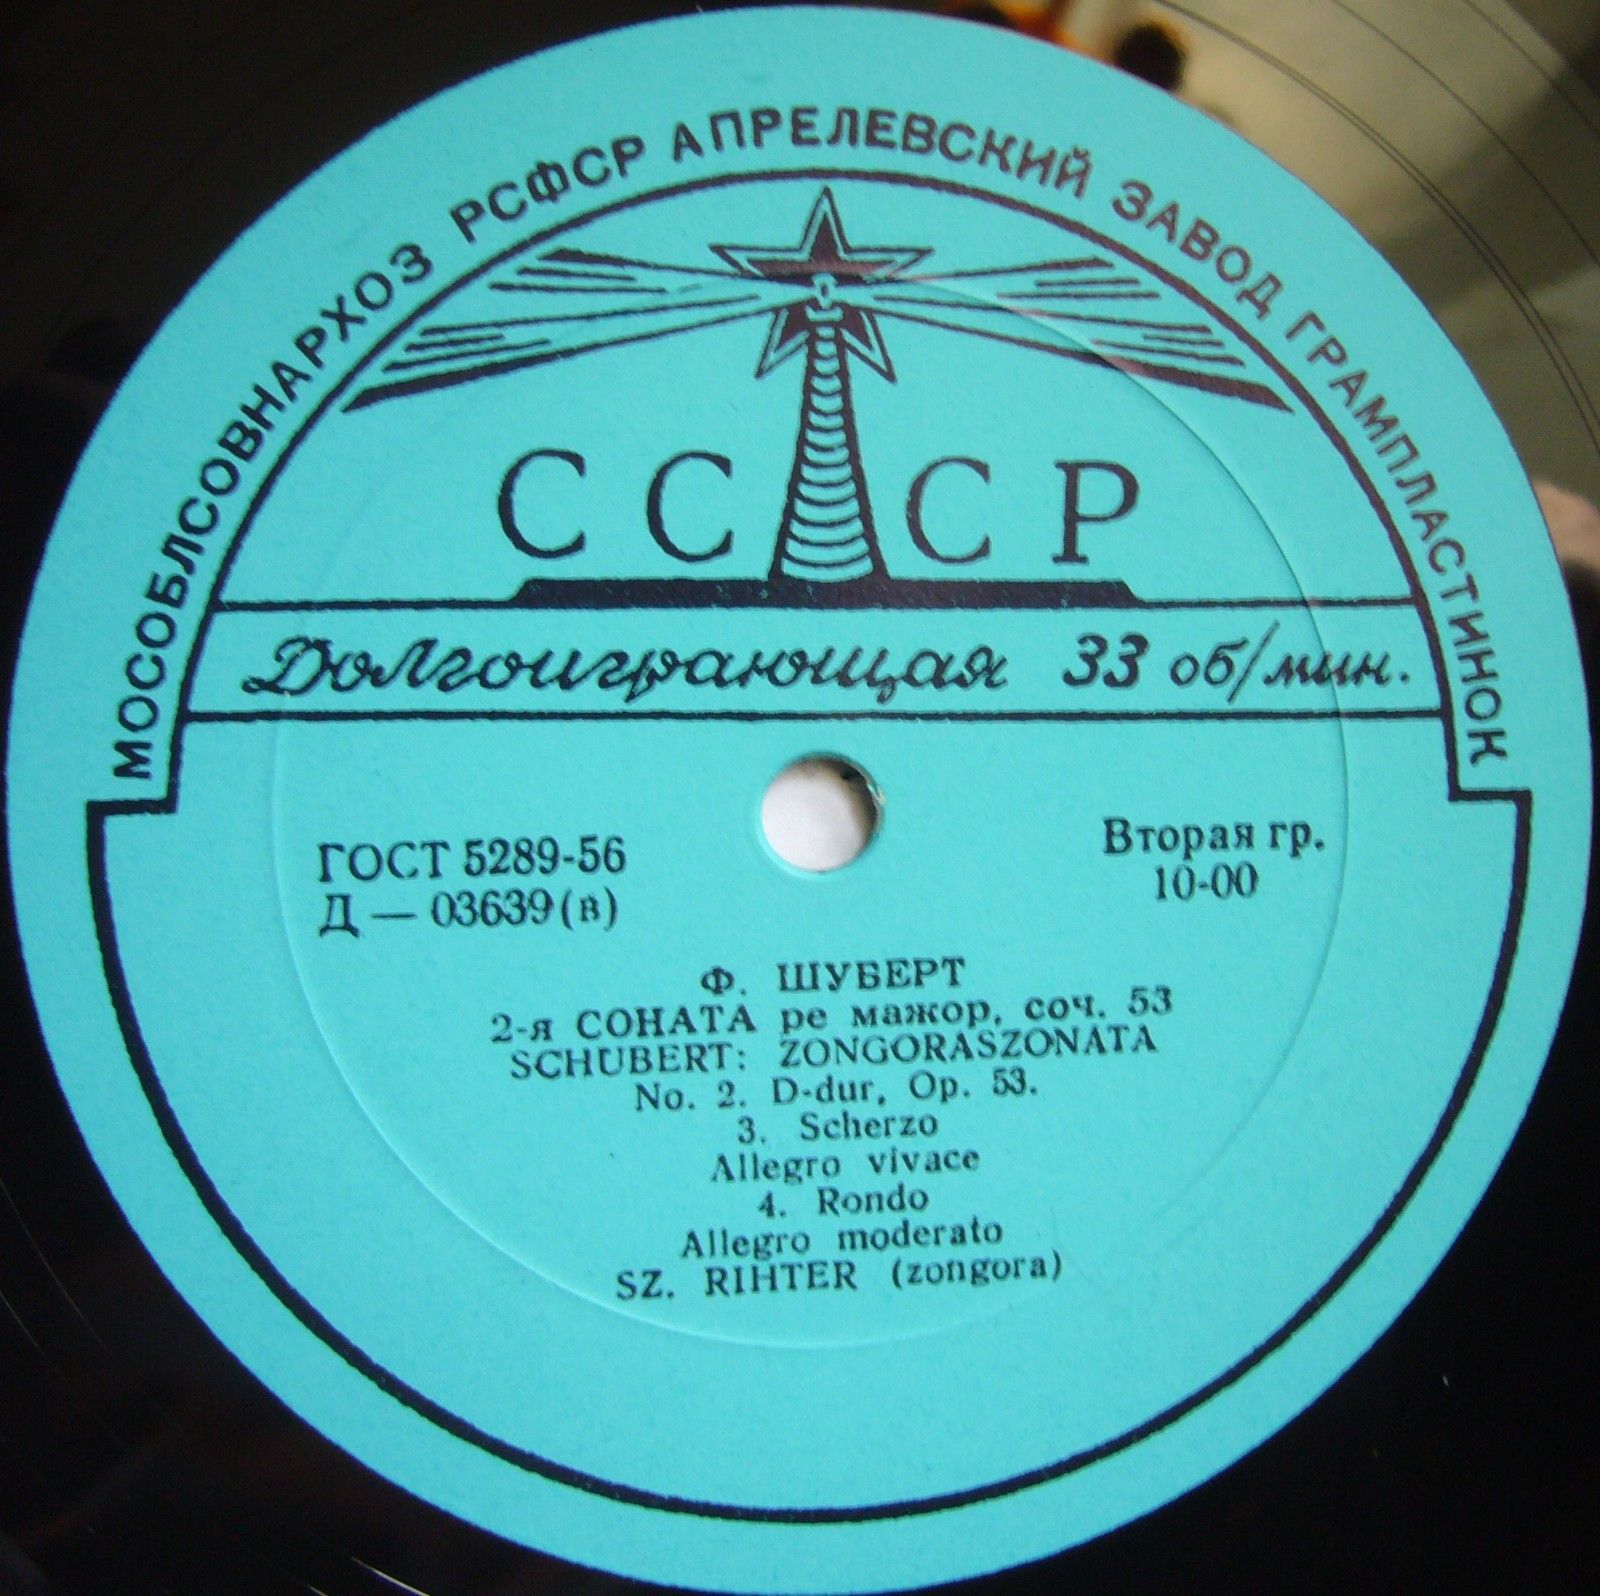 МОСОБЛСОВНАРХОЗ РСФСР АПРЕЛЕВСКИЙ ЗАВОД ГРАМПЛАСТИНОК
СССР
Долгоиграющая 33 об/мин.
ГОСТ 5289-56
Д — 03639 (в)
Вторая гр.
10-00
Ф. ШУБЕРТ
2-я СОНАТА ре мажор, соч. 53
SCHUBERT: ZONGORASZONATA
No. 2. D-dur, Op. 53.
3. Scherzo
Allegro vivace
4. Rondo
Allegro moderato
SZ. RIHTER (zongora)